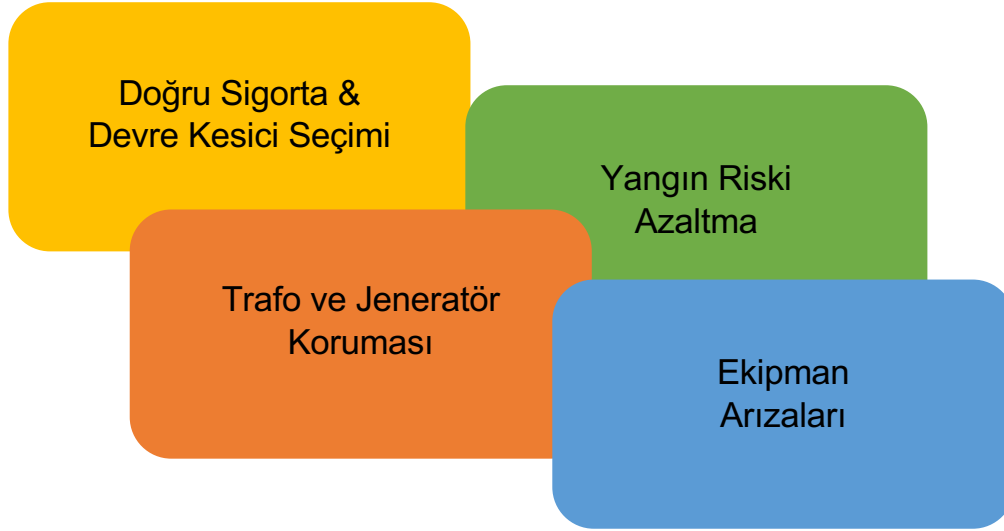 Doğru Sigorta &
Devre Kesici Seçimi
Yangın Riski
Azaltma
Trafo ve Jeneratör
Koruması
Ekipman
Arızaları